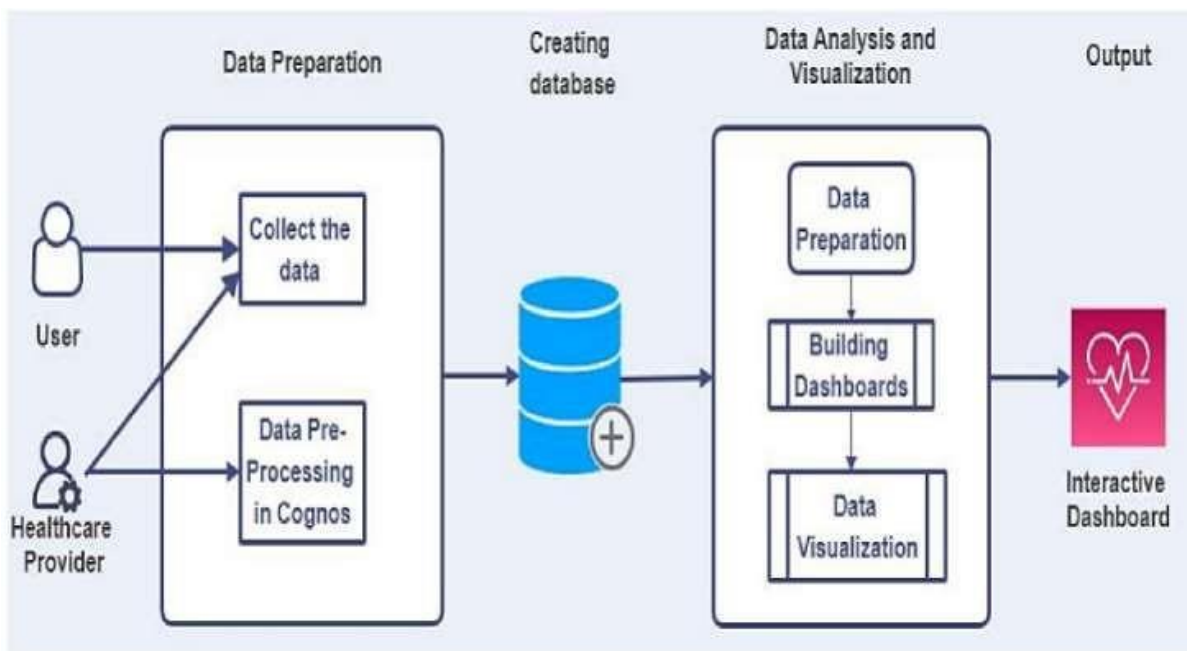 Data Preparation
Creating
database
Data Analysis and
Visualization
Output
User
Healthcare
Provider
Collect the
data
Data Pre-
Processing
in Cognos
Data
Preparation
Building
Dashboards
Data
Visualization
Interactive
Dashboard